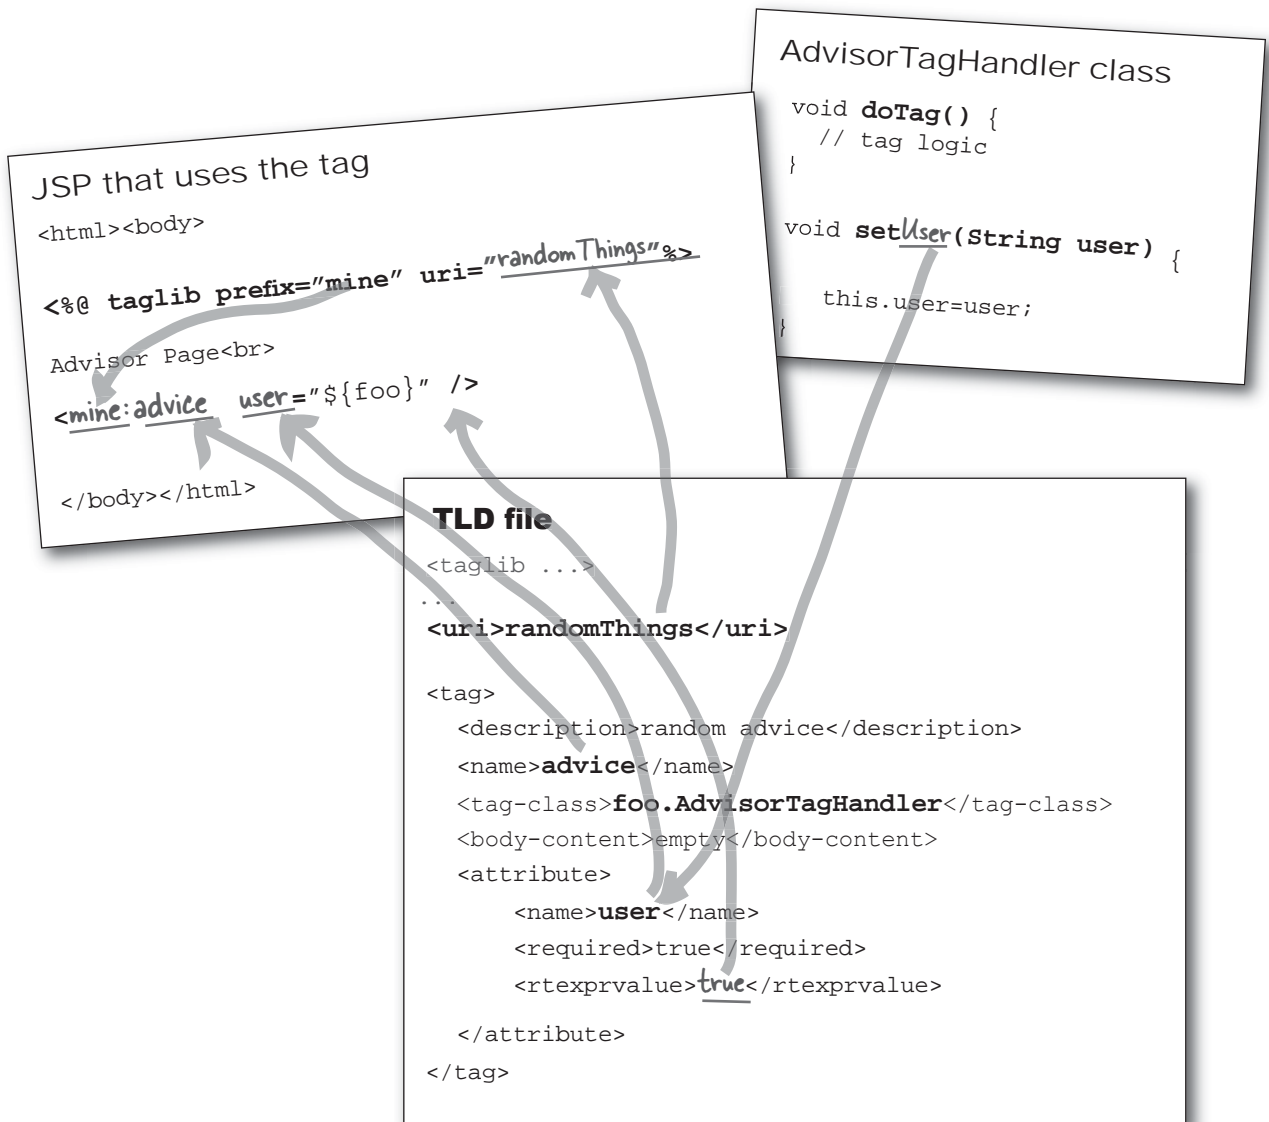 JSP that uses the tag
<html><body>
<%@ taglib prefix="mine" uri="randomThings"%>
Advisor Page<br>
<mine:advice user="${foo}" />
</body></html>
AdvisorTagHandler class
void doTag() {
// tag logic
}
void setUser(String user) {
this.user=user;
}
TLD file
<taglib ...>
...
<uri>randomThings</uri>
<tag>
<description>random advice</description>
<name>advice</name>
<tag-class>foo.AdvisorTagHandler</tag-class>
<body-content>empty</body-content>
<attribute>
<name>user</name>
<required>true</required>
<rtexprvalue>true</rtexprvalue>
</attribute>
</tag>